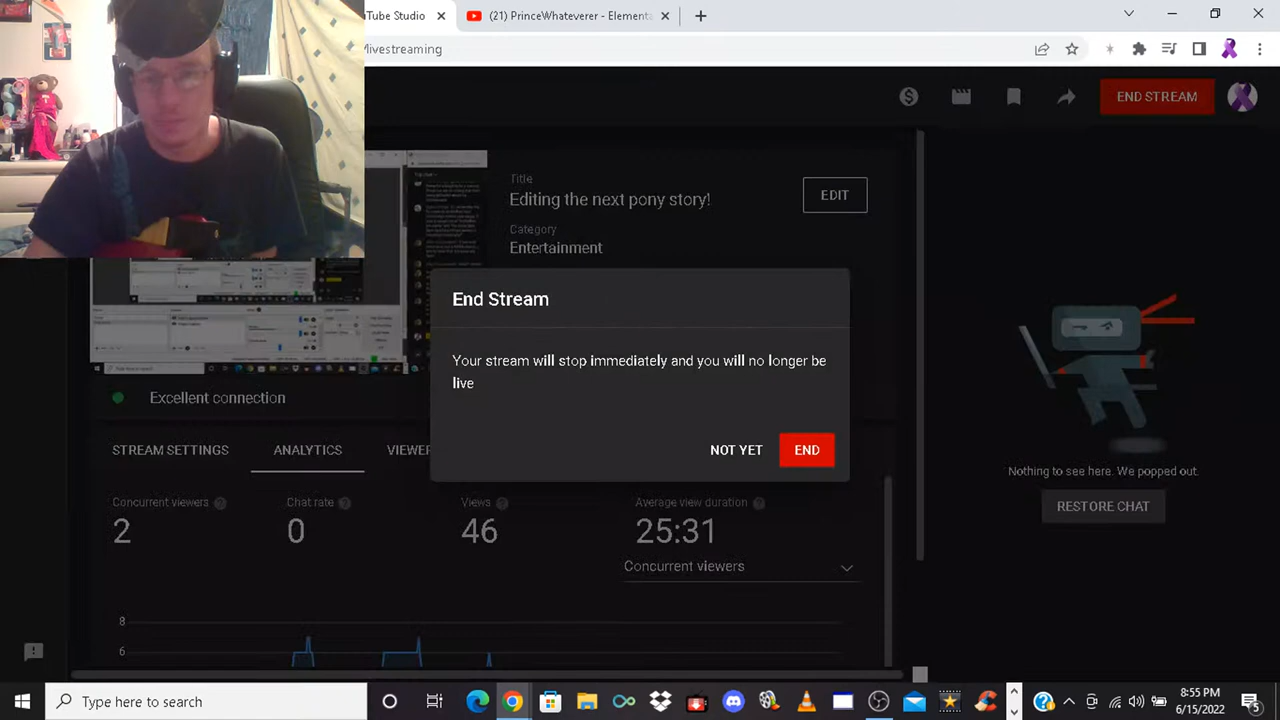 Tube Studio
(21) PrinceWhateverer - Elementa
/livestreaming
END STREAM
Title
Editing the next pony story!
EDIT
Category
Entertainment
End Stream
Your stream will stop immediately and you will no longer be
live
NOT YET
END
Excellent connection
STREAM SETTINGS
ANALYTICS
VIEWER
Concurrent viewers
Chat rate
Views
Average view duration
2
0
46
25:31
Concurrent viewers
8
6
Nothing to see here. We popped out.
RESTORE CHAT
Type here to search
8:55 PM
6/15/2022
5